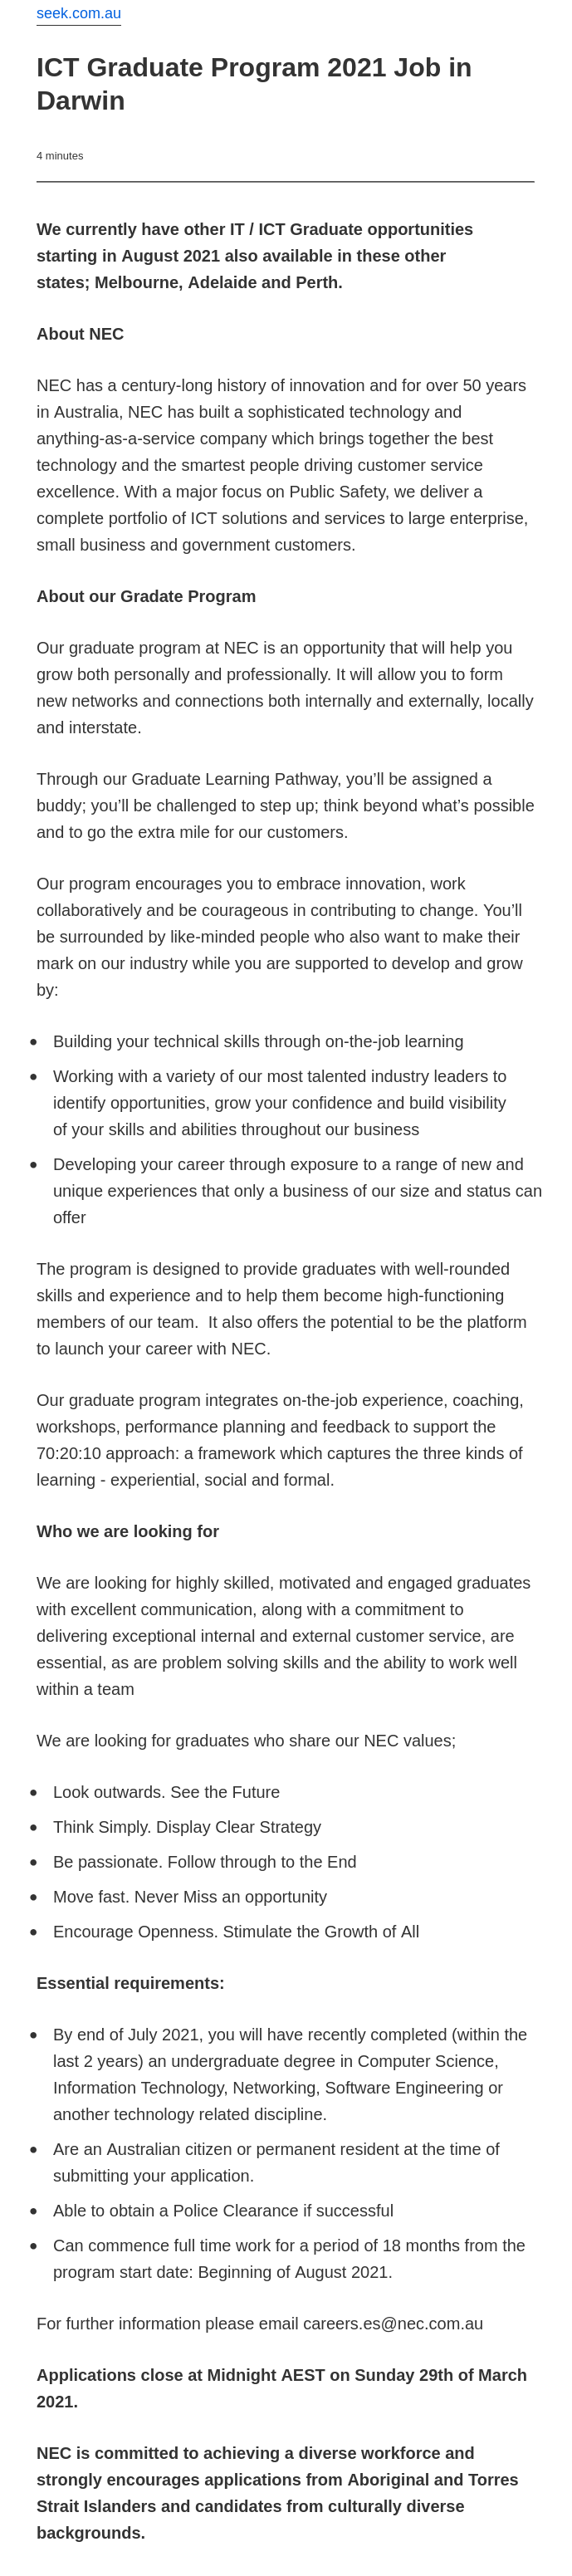 seek.com.au
ICT Graduate Program 2021 Job in
Darwin
4 minutes
We currently have other IT / ICT Graduate opportunities
starting in August 2021 also available in these other
states; Melbourne, Adelaide and Perth.
About NEC
NEC has a century-long history of innovation and for over 50 years
in Australia, NEC has built a sophisticated technology and
anything-as-a-service company which brings together the best
technology and the smartest people driving customer service
excellence. With a major focus on Public Safety, we deliver a
complete portfolio of ICT solutions and services to large enterprise,
small business and government customers.
About our Gradate Program
Our graduate program at NEC is an opportunity that will help you
grow both personally and professionally. It will allow you to form
new networks and connections both internally and externally, locally
and interstate.
Through our Graduate Learning Pathway, you’ll be assigned a
buddy; you’ll be challenged to step up; think beyond what’s possible
and to go the extra mile for our customers.
Our program encourages you to embrace innovation, work
collaboratively and be courageous in contributing to change. You’ll
be surrounded by like-minded people who also want to make their
mark on our industry while you are supported to develop and grow
by:
• Building your technical skills through on-the-job learning
• Working with a variety of our most talented industry leaders to
identify opportunities, grow your confidence and build visibility
of your skills and abilities throughout our business
• Developing your career through exposure to a range of new and
unique experiences that only a business of our size and status can
offer
The program is designed to provide graduates with well-rounded
skills and experience and to help them become high-functioning
members of our team.  It also offers the potential to be the platform
to launch your career with NEC.
Our graduate program integrates on-the-job experience, coaching,
workshops, performance planning and feedback to support the
70:20:10 approach: a framework which captures the three kinds of
learning - experiential, social and formal.
Who we are looking for
We are looking for highly skilled, motivated and engaged graduates
with excellent communication, along with a commitment to
delivering exceptional internal and external customer service, are
essential, as are problem solving skills and the ability to work well
within a team
We are looking for graduates who share our NEC values;
• Look outwards. See the Future
• Think Simply. Display Clear Strategy
• Be passionate. Follow through to the End
• Move fast. Never Miss an opportunity
• Encourage Openness. Stimulate the Growth of All
Essential requirements:
• By end of July 2021, you will have recently completed (within the
last 2 years) an undergraduate degree in Computer Science,
Information Technology, Networking, Software Engineering or
another technology related discipline.
• Are an Australian citizen or permanent resident at the time of
submitting your application.
• Able to obtain a Police Clearance if successful
• Can commence full time work for a period of 18 months from the
program start date: Beginning of August 2021.
For further information please email careers.es@nec.com.au
Applications close at Midnight AEST on Sunday 29th of March
2021.
NEC is committed to achieving a diverse workforce and
strongly encourages applications from Aboriginal and Torres
Strait Islanders and candidates from culturally diverse
backgrounds.